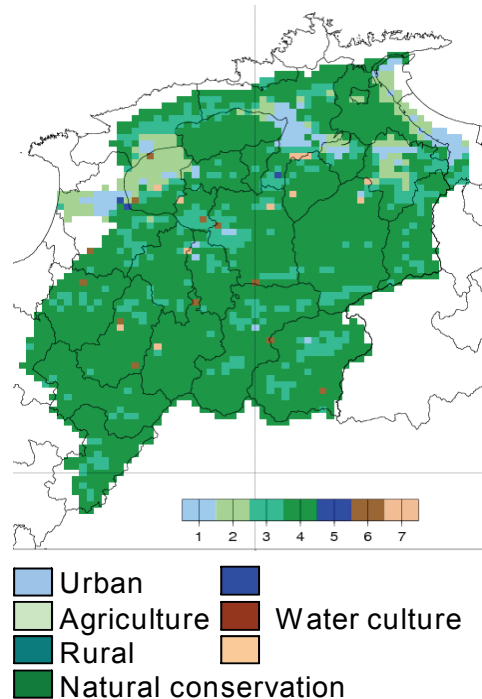 1 2 3 4 5 6 7
Urban
Agriculture Water culture
Rural
Natural conservation